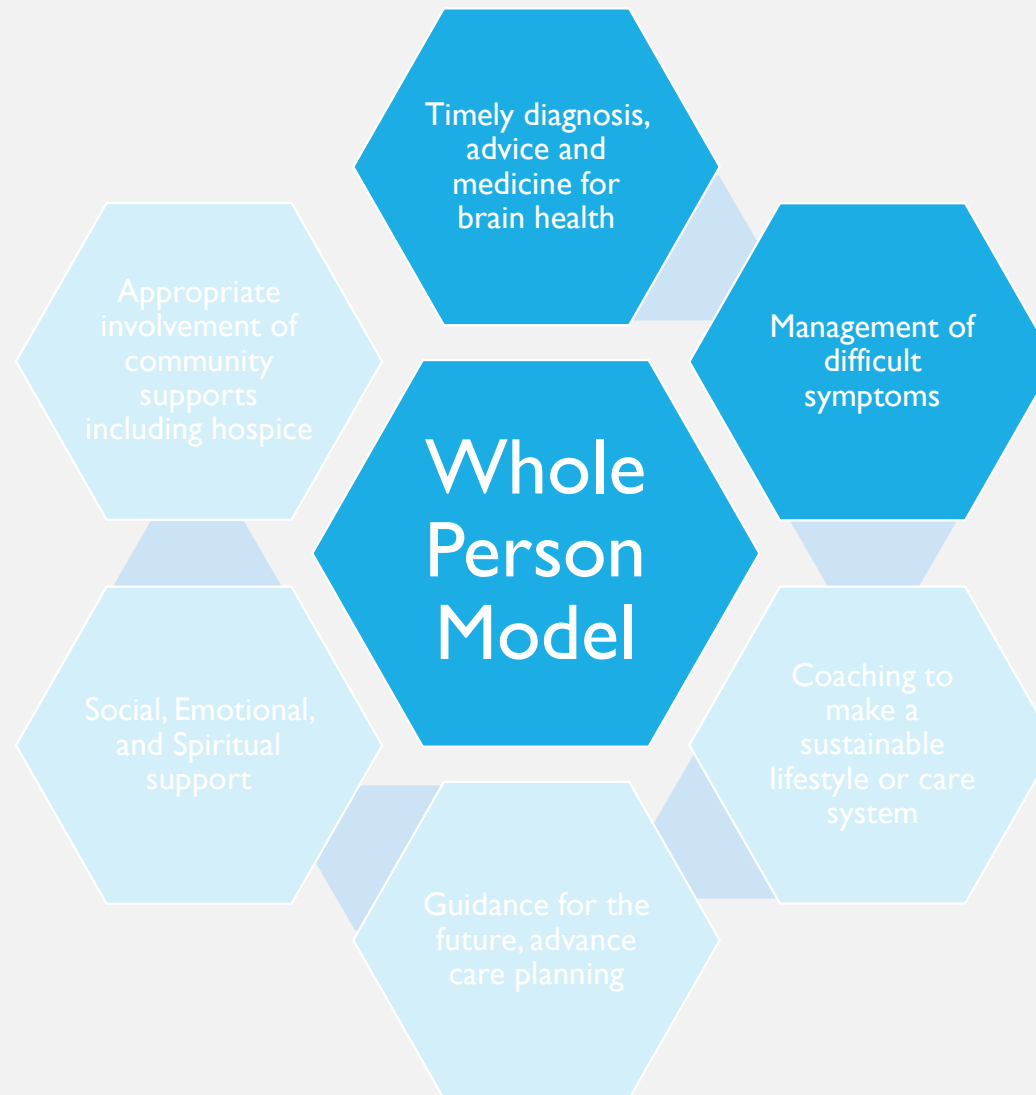 Timely diagnosis,
advice and
medicine for
brain health
Management of
difficult
symptoms
Coaching to
make a
sustainable
lifestyle or care
system
Guidance for the
future, advance
care planning
Social, Emotional,
and Spiritual
support
Appropriate
involvement of
community
supports
including hospice
Whole
Person
Model